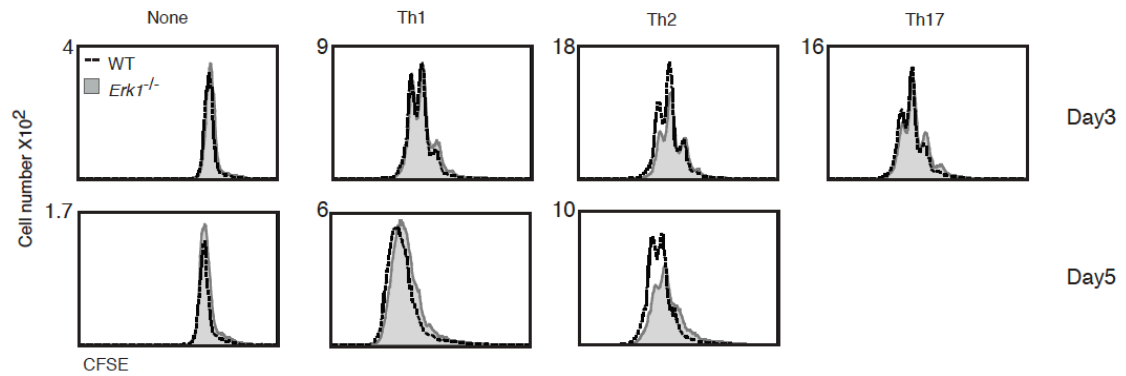 None Th1 Th2 Th17
4 9 18 16
WT
Erk1-/-
Day3
Cell number X102
1.7 6 10
Day5
CFSE